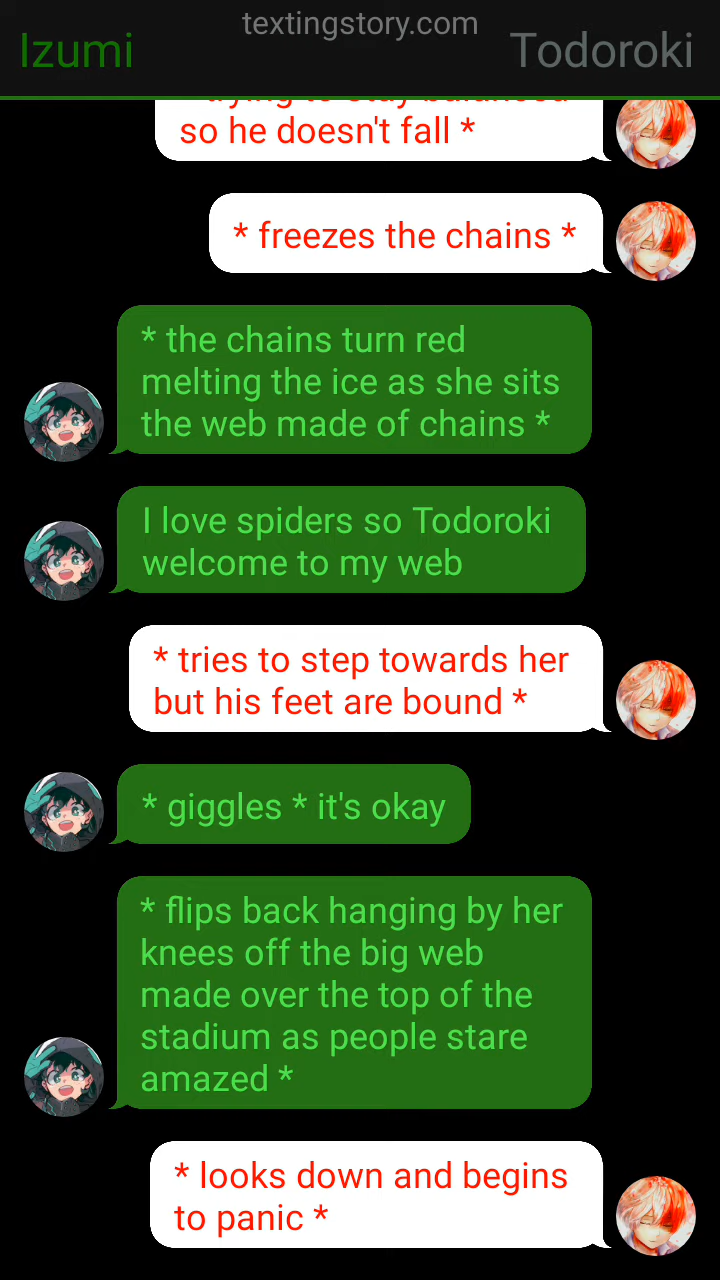 textingstory.com
Izumi
Todoroki
so he doesn't fall *
* freezes the chains *
* the chains turn red
melting the ice as she sits
the web made of chains *
I love spiders so Todoroki
welcome to my web
* tries to step towards her
but his feet are bound *
* giggles * it's okay
* flips back hanging by her
knees off the big web
made over the top of the
stadium as people stare
amazed *
* looks down and begins
to panic *